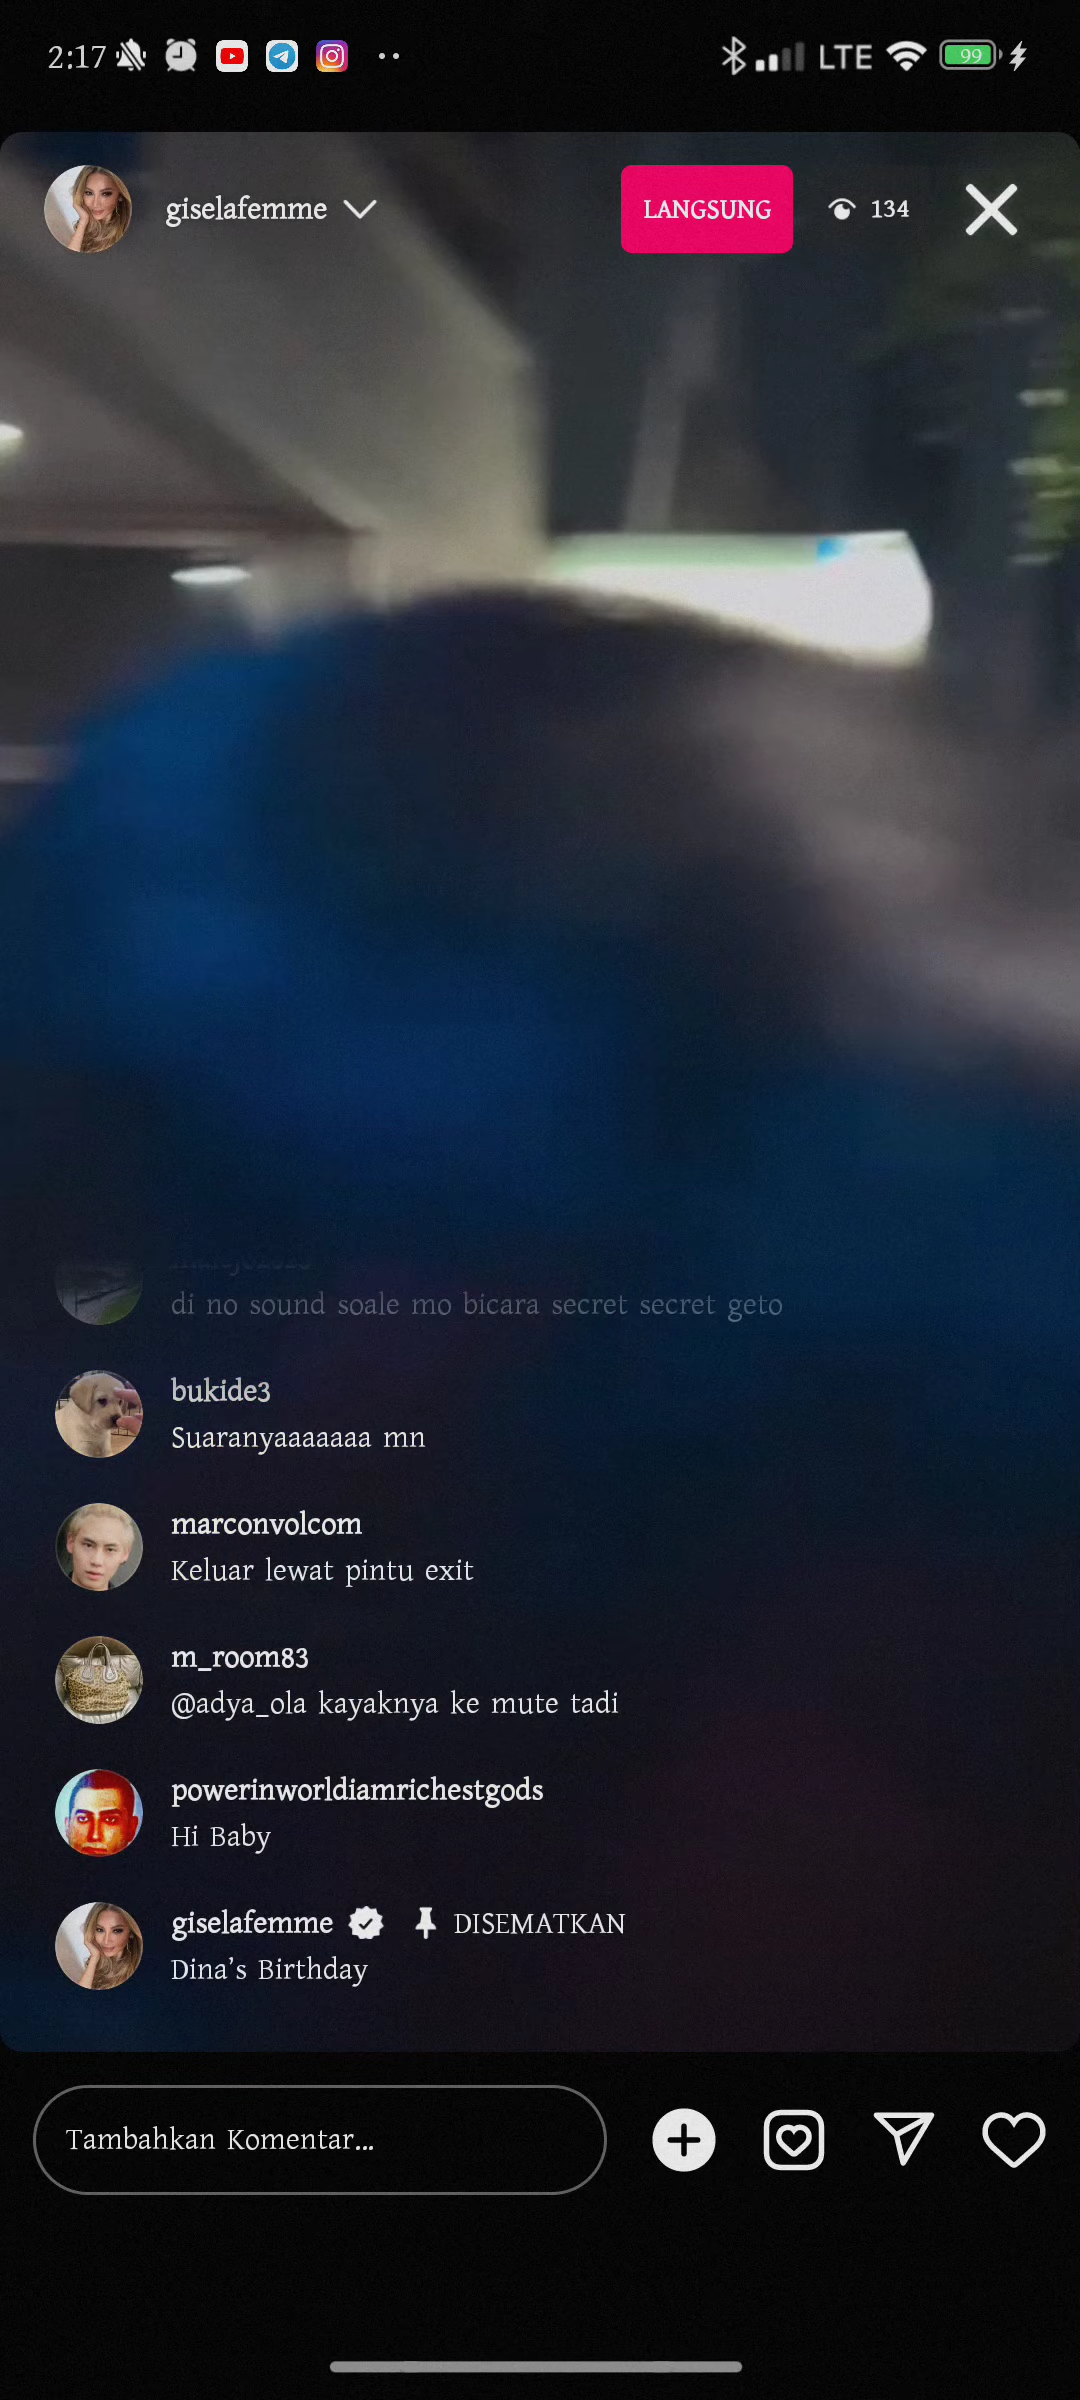 2:17
LTE
99
giselafemme
LANGSUNG
134
di no sound soale mo bicara secret secret geto
bukide3
Suaranyaaaaaaa mn
marconvolcom
Keluar lewat pintu exit
m_room83
@adya_ola kayaknya ke mute tadi
powerinworldiamrichestgods
Hi Baby
giselafemme DISEMATKAN
Dina's Birthday
Tambahkan Komentar...